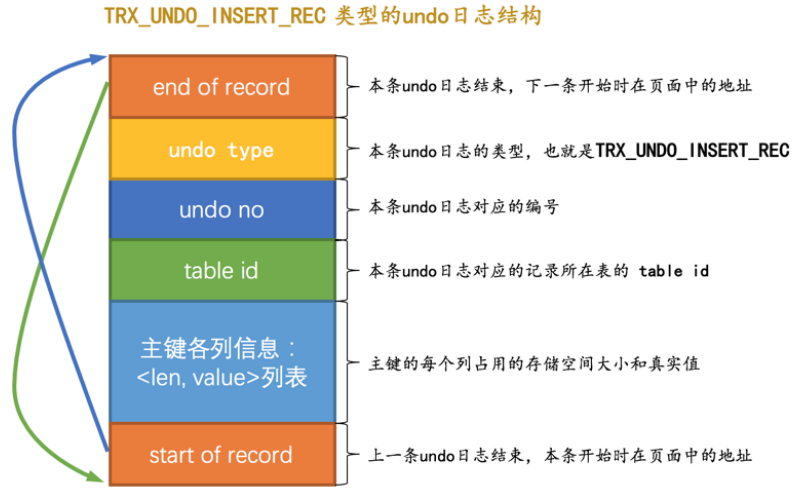 TRX_UNDO_INSERT_REC 类型的undo日志结构
end of record
本条undo日志结束，下一条开始时在页面中的地址
undo type
本条undo日志的类型，也就是TRX_UNDO_INSERT_REC
undo no
本条undo日志对应的编号
table id
本条undo日志对应的记录所在表的 table id
主键各列信息：
<len, value>列表
主键的每个列占用的存储空间大小和真实值
start of record
上一条undo日志结束，本条开始时在页面中的地址